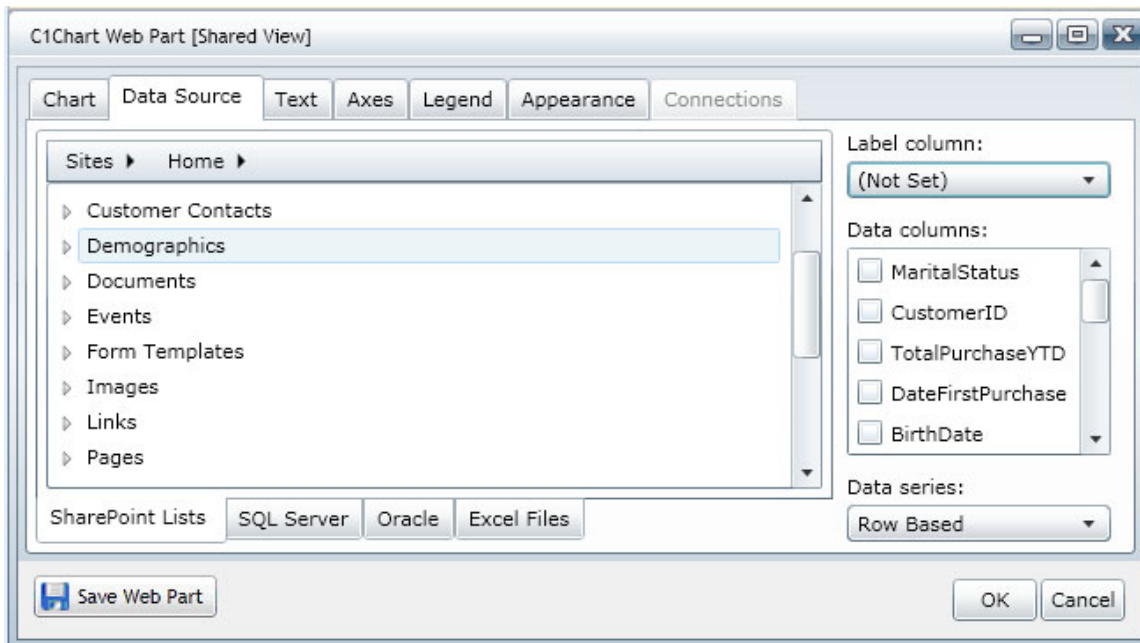 C1Chart Web Part [Shared View]
Chart Data Source Text Axes Legend Appearance Connections
Sites Home
Customer Contacts
Demographics
Documents
Events
Form Templates
Images
Links
Pages
SharePoint Lists SQL Server Oracle Excel Files
Label column:
(Not Set)
Data columns:
MaritalStatus
CustomerID
TotalPurchaseYTD
DateFirstPurchase
BirthDate
Data series:
Row Based
Save Web Part OK Cancel